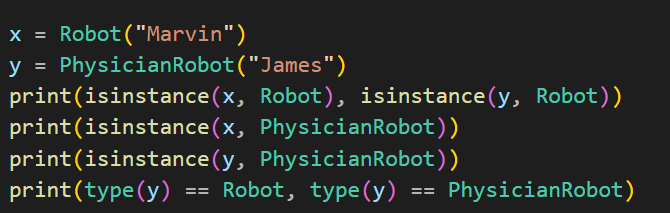 x = Robot("Marvin")
y = PhysicianRobot("James")
print(isinstance(x, Robot), isinstance(y, Robot))
print(isinstance(x, PhysicianRobot))
print(isinstance(y, PhysicianRobot))
print(type(y) == Robot, type(y) == PhysicianRobot)